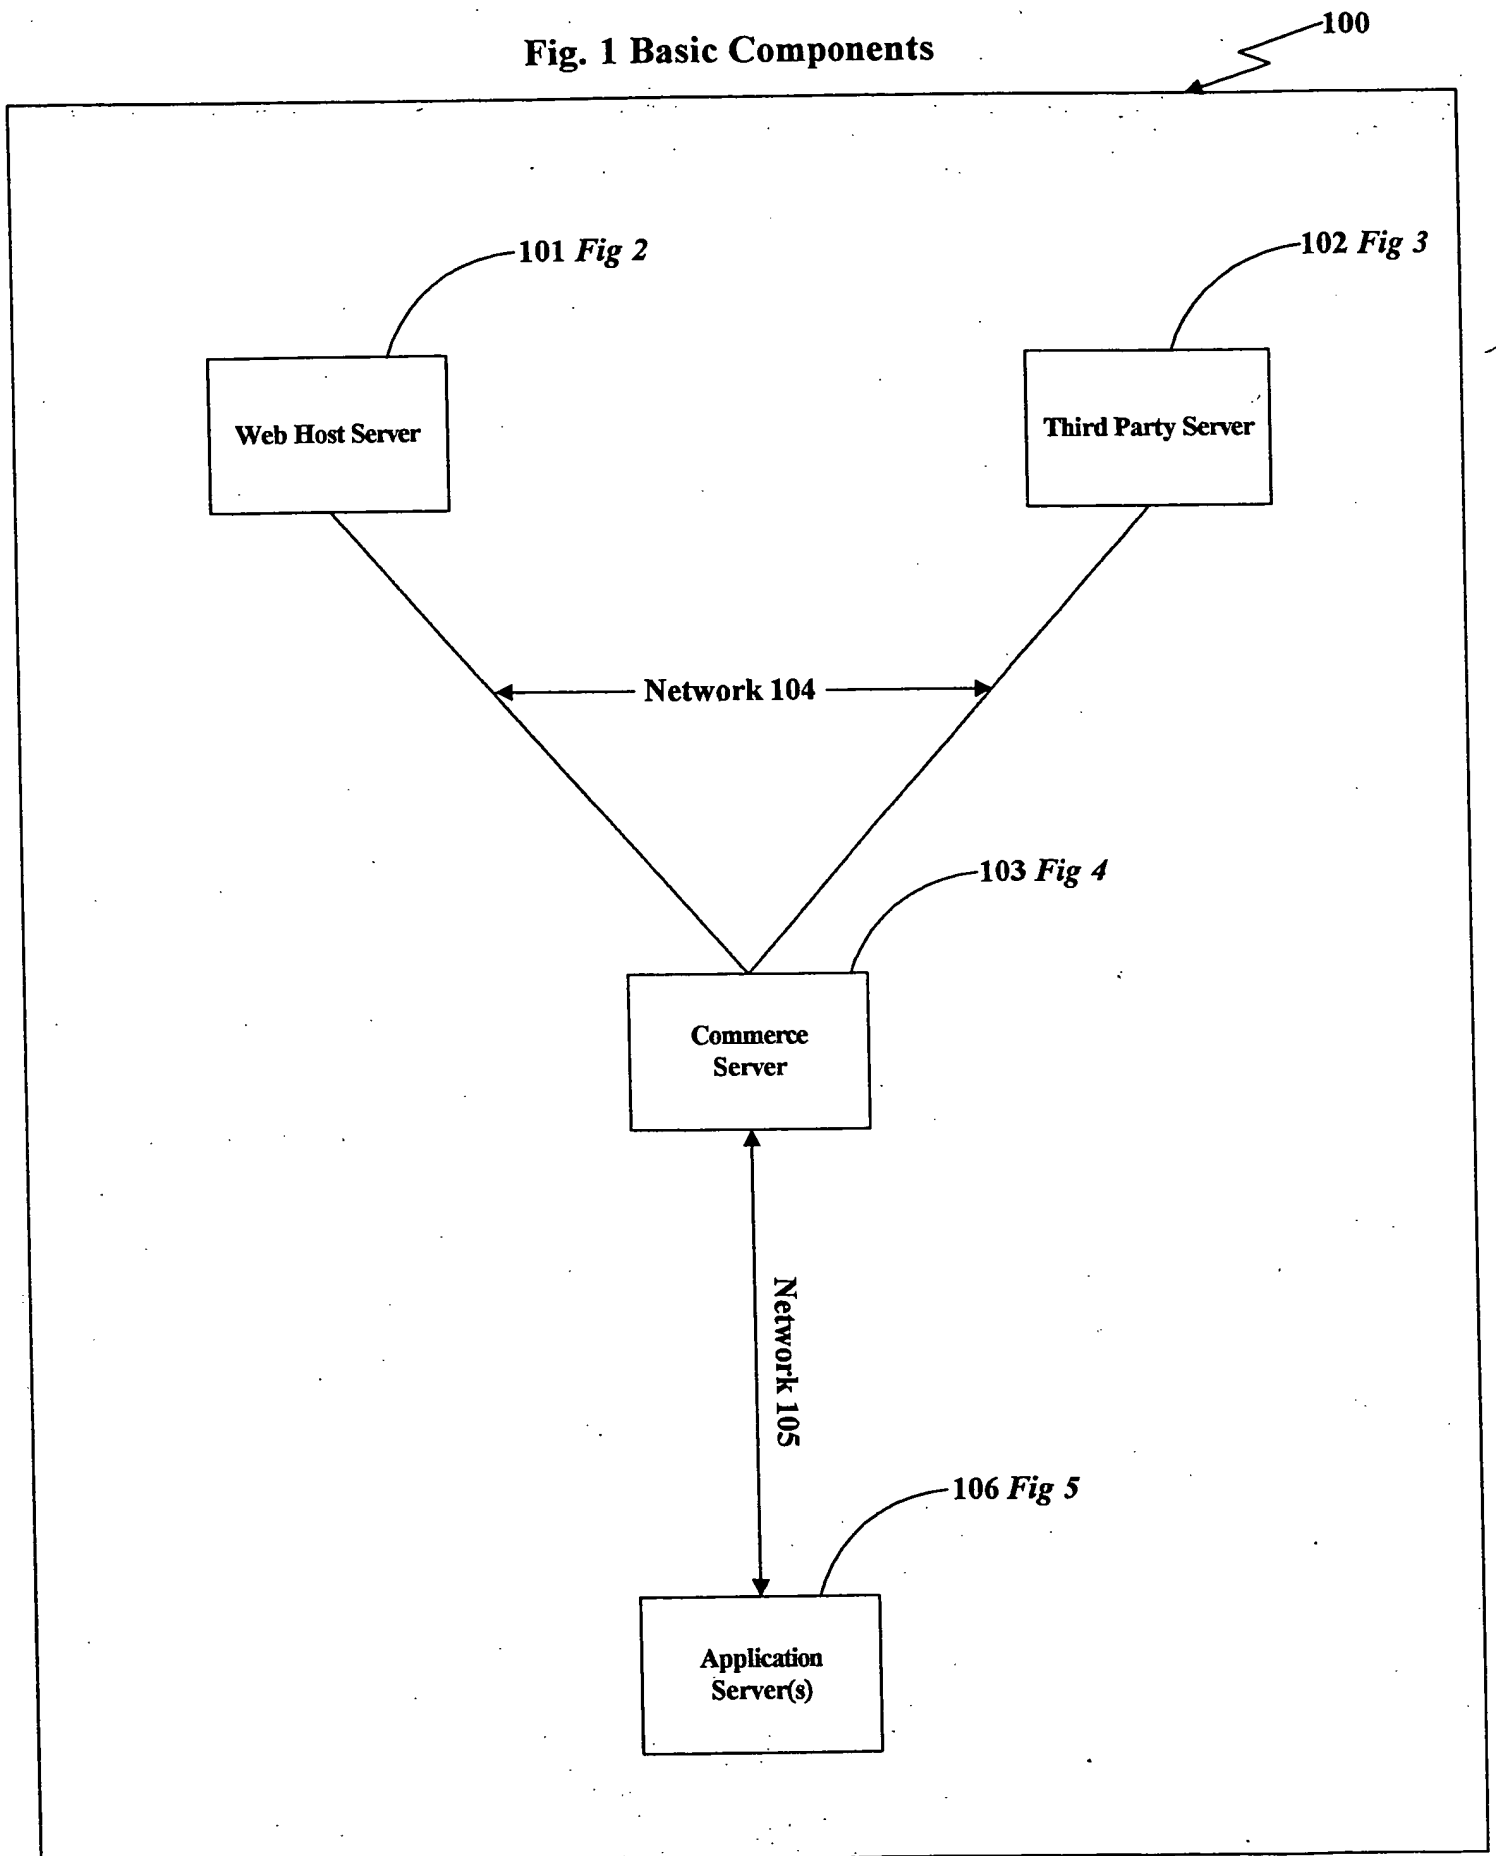 100
Fig. 1 Basic Components
101 Fig 2
102 Fig 3
Web Host Server
Third Party Server
Network 104
103 Fig 4
Commerce
Server
Network 105
106 Fig 5
Application
Server(s)